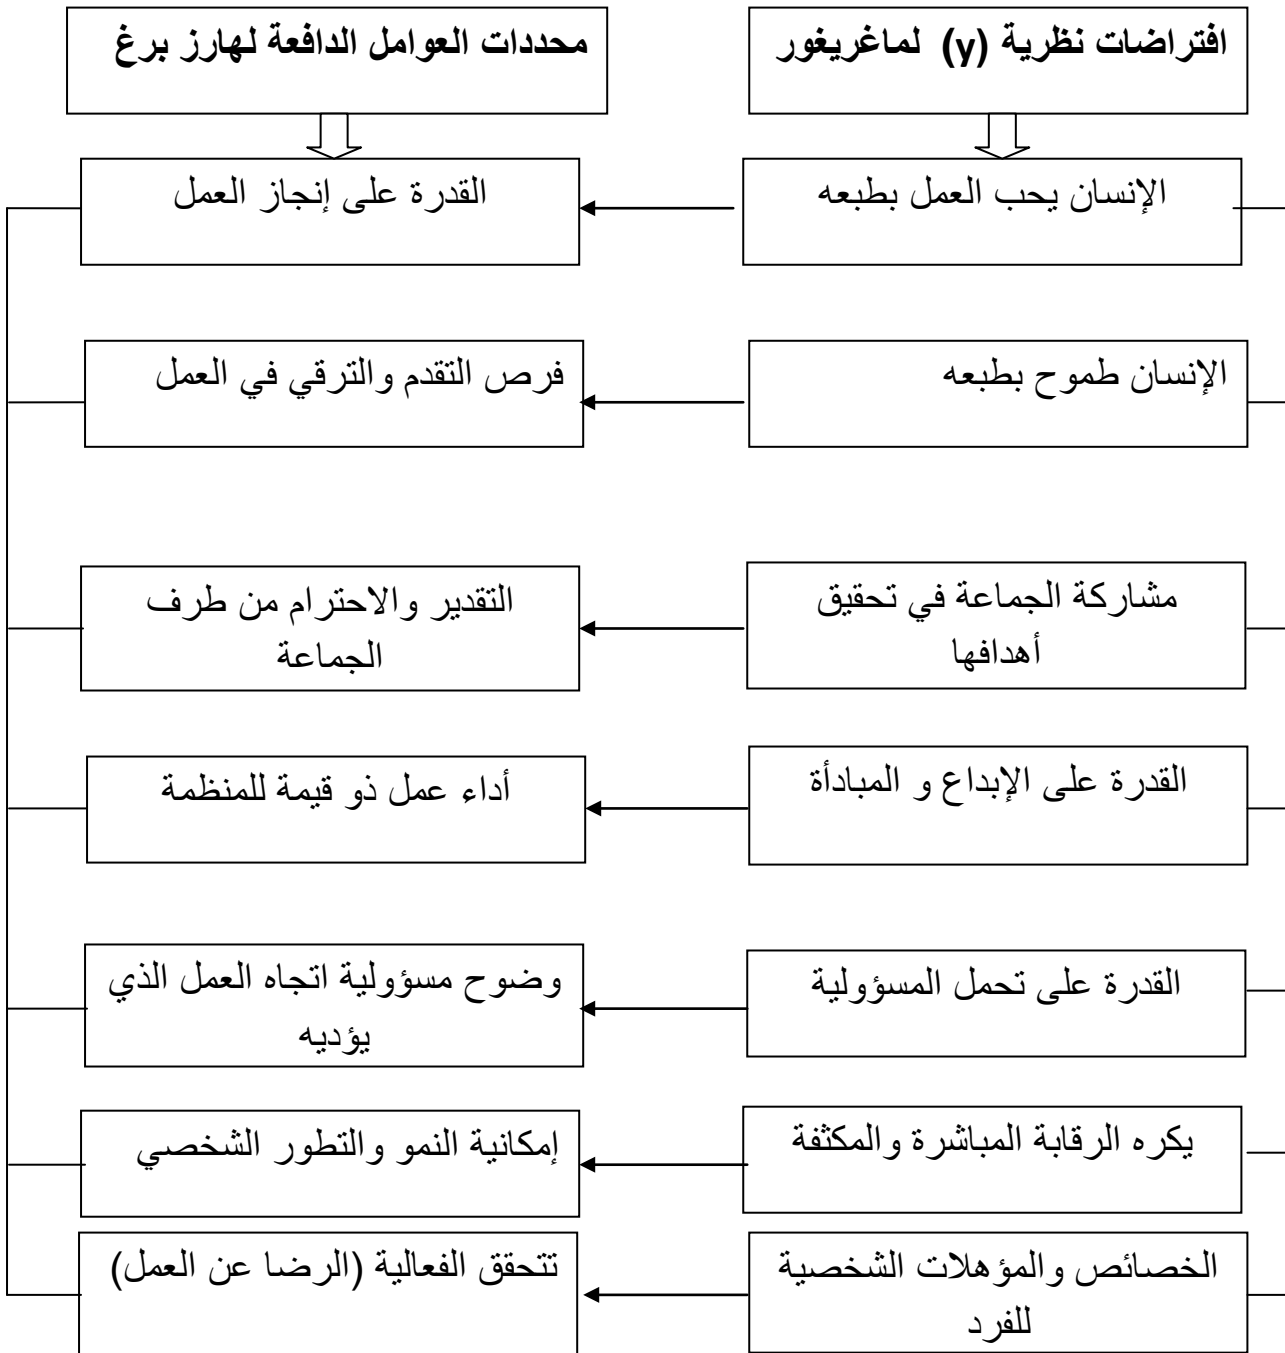 افتراضات نظرية (y) لماغريغور
محددات العوامل الدافعة لهارز برغ
الإنسان يحب العمل بطبعه
القدرة على إنجاز العمل
الإنسان طموح بطبعه
فرص التقدم والترقي في العمل
مشاركة الجماعة في تحقيق
أهدافها
التقدير والاحترام من طرف
الجماعة
القدرة على الإبداع و المبادأة
أداء عمل ذو قيمة للمنظمة
القدرة على تحمل المسؤولية
وضوح مسؤولية اتجاه العمل الذي
يؤديه
يكره الرقابة المباشرة والمكثفة
إمكانية النمو والتطور الشخصي
الخصائص والمؤهلات الشخصية
للفرد
تتحقق الفعالية (الرضا عن العمل)